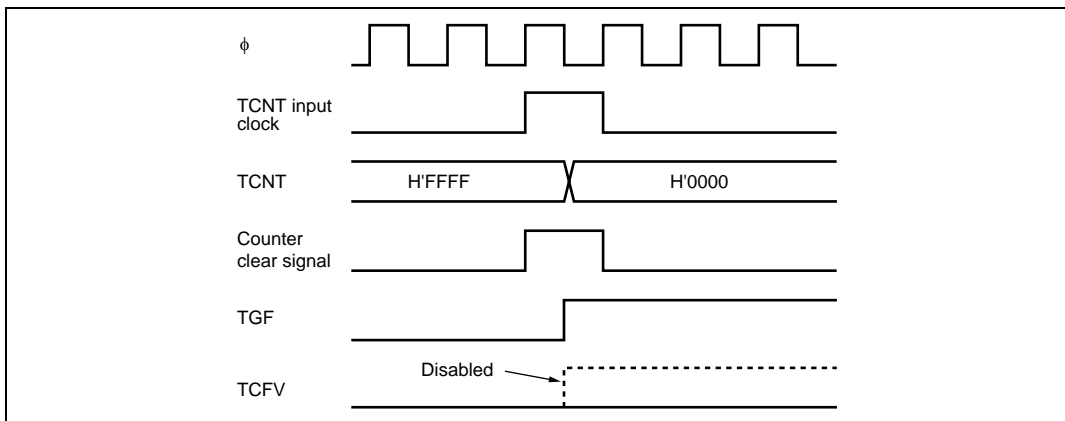 ϕ
TCNT input
clock
TCNT
H'FFFF
H'0000
Counter
clear signal
TGF
Disabled
TCFV